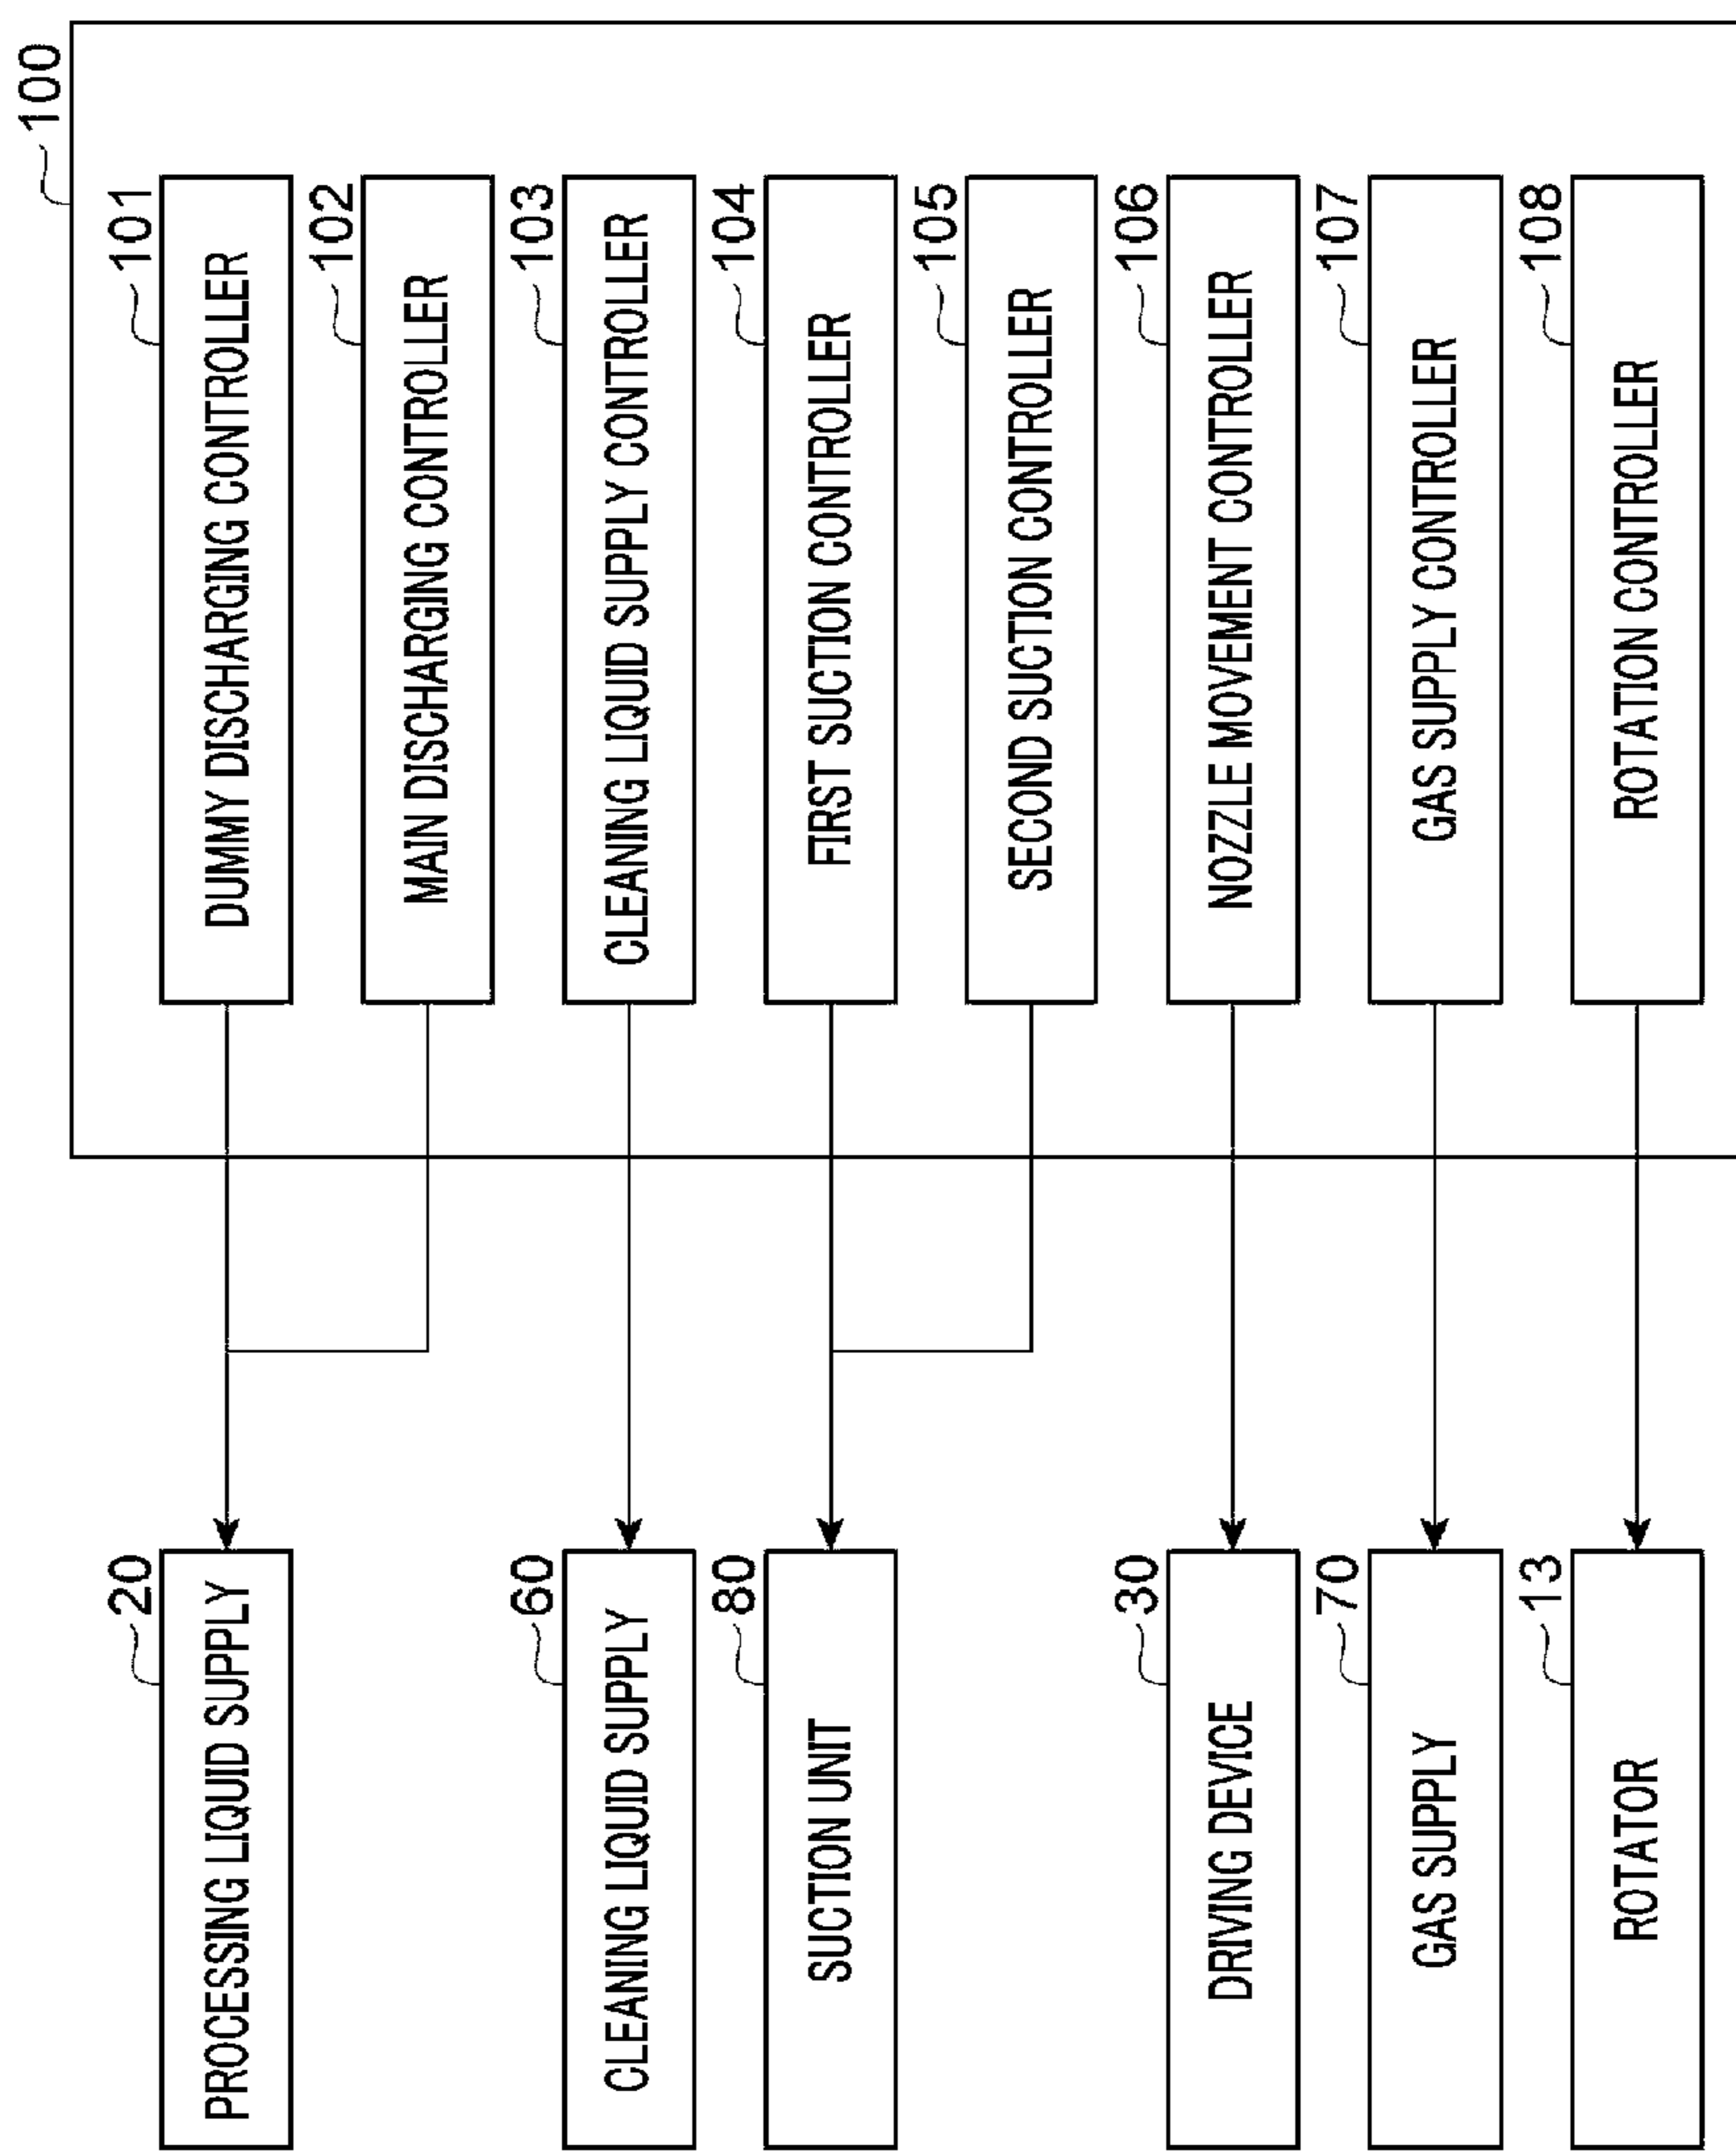 100
101
DUMMY DISCHARGING CONTROLLER
20
PROCESSING LIQUID SUPPLY
102
MAIN DISCHARGING CONTROLLER
103
CLEANING LIQUID SUPPLY CONTROLLER
60
CLEANING LIQUID SUPPLY
104
FIRST SUCTION CONTROLLER
80
SUCTION UNIT
105
SECOND SUCTION CONTROLLER
106
NOZZLE MOVEMENT CONTROLLER
30
DRIVING DEVICE
107
GAS SUPPLY CONTROLLER
70
GAS SUPPLY
108
ROTATION CONTROLLER
13
ROTATOR